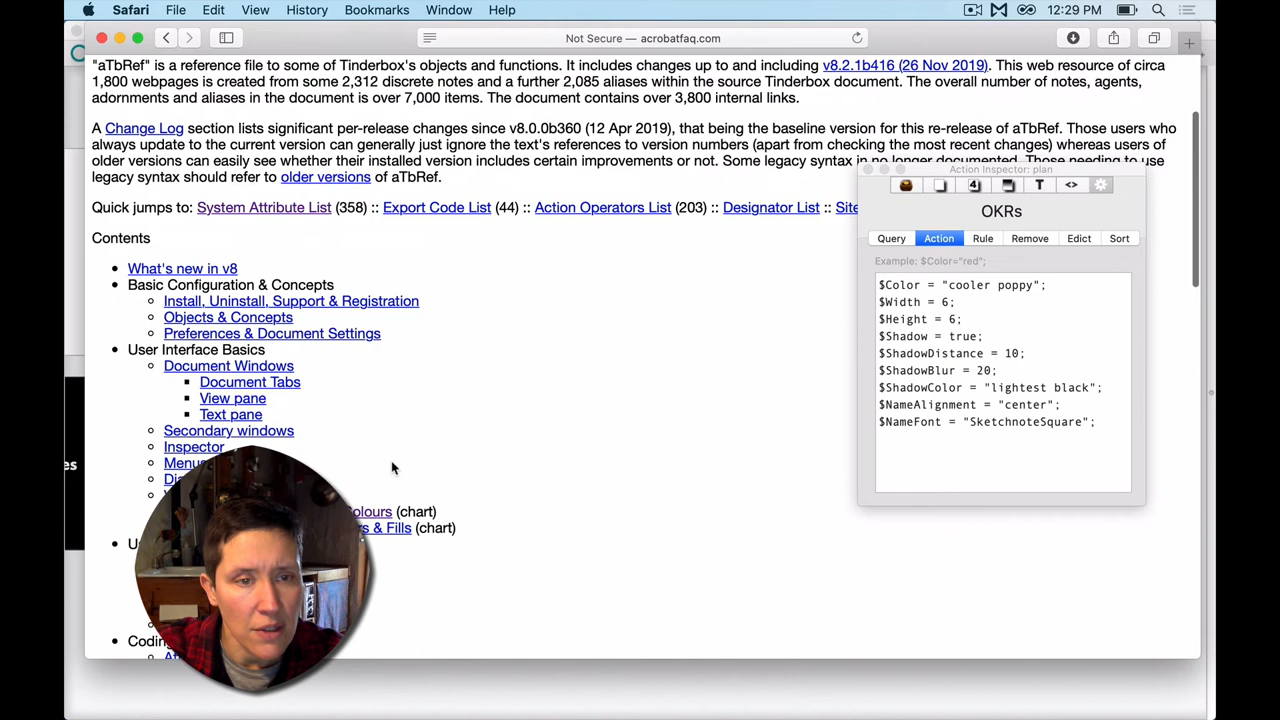 Safari File Edit View History Bookmarks Window Help 12:29 PM
Not Secure — acrobatfaq.com
"aTbRef" is a reference file to some of Tinderbox's objects and functions. It includes changes up to and including v8.2.1b416 (26 Nov 2019). This web resource of circa
1,800 webpages is created from some 2,312 discrete notes and a further 2,085 aliases within the source Tinderbox document. The overall number of notes, agents,
adornments and aliases in the document is over 7,000 items. The document contains over 3,800 internal links.
A Change Log section lists significant per-release changes since v8.0.0b360 (12 Apr 2019), that being the baseline version for this re-release of aTbRef. Those users who
always update to the current version can generally just ignore the text's references to version numbers (apart from checking the most recent changes) whereas users of
older versions can easily see whether their installed version includes certain improvements or not. Some legacy syntax in no longer documented. Those needing to use
legacy syntax should refer to older versions of aTbRef.
Quick jumps to: System Attribute List (358) :: Export Code List (44) :: Action Operators List (203) :: Designator List :: Site
Contents
• What's new in v8
• Basic Configuration & Concepts
Install, Uninstall, Support & Registration
Objects & Concepts
Preferences & Document Settings
• User Interface Basics
Document Windows
Document Tabs
View pane
Text pane
Secondary windows
Inspector
Menus
(chart)
& Fills (chart)
Action Inspector: plan
4 T <>
OKRs
Query Action Rule Remove Edict Sort
Example: $Color="red";
$Color = "cooler poppy";
$Width = 6;
$Height = 6;
$Shadow = true;
$ShadowDistance = 10;
$ShadowBlur = 20;
$ShadowColor = "lightest black";
$NameAlignment = "center";
$NameFont = "SketchnoteSquare";